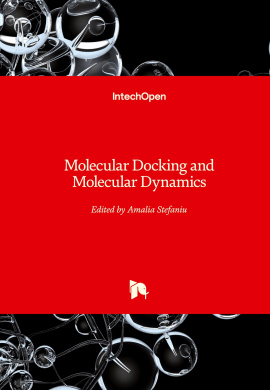 IntechOpen
Molecular Docking and
Molecular Dynamics
Edited by Amalia Stefaniu